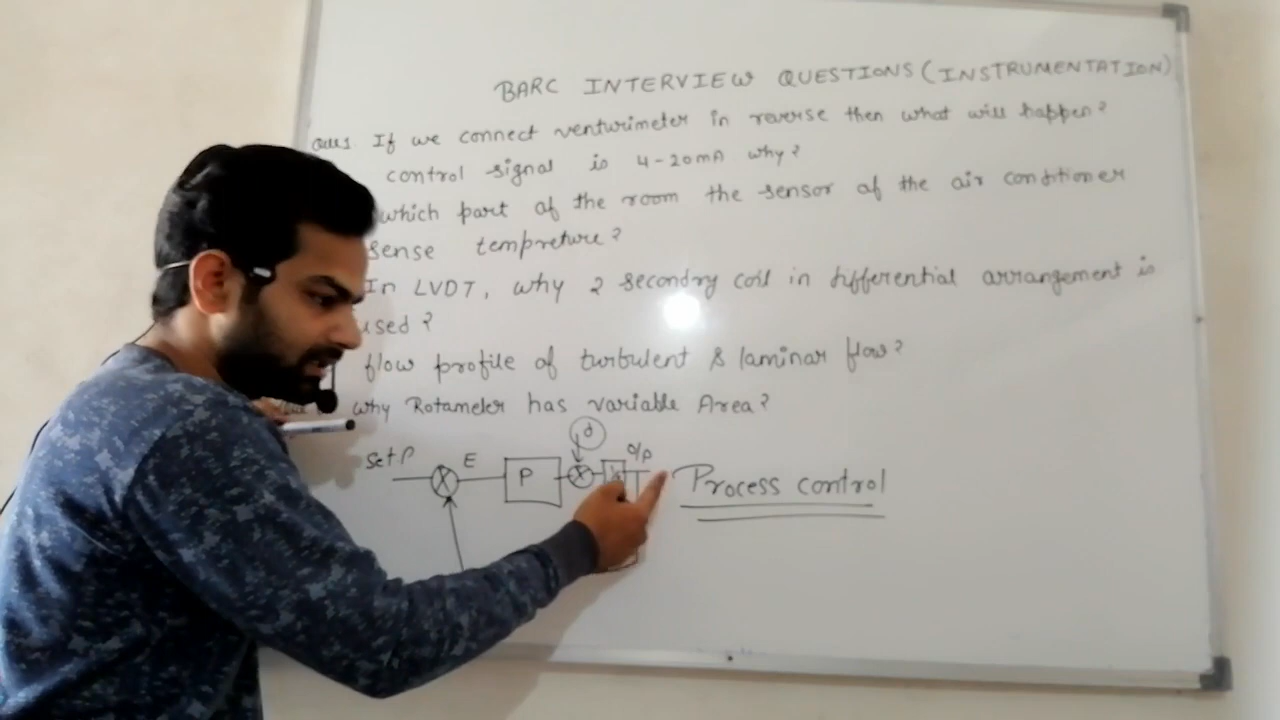 BARC INTERVIEW QUESTIONS (INSTRUMENTATION)
Ques If we connect venturimeter in reverse then what will happen?
control signal is 4-20mA why?
which part of the room the sensor of the air conditioner
sense tempreture?
In LVDT, why 2 secondry coil in differential arrangement is
used?
flow profile of turbulent & laminar flow?
why Rotameter has variable Area?
d
Set P E P O/P
Process control